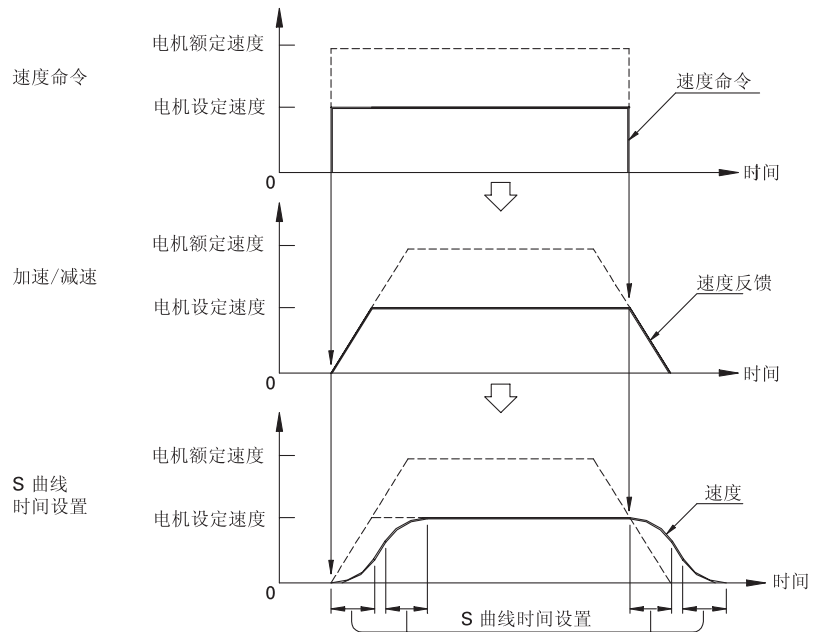 电机额定速度
速度命令
电机设定速度
速度命令
0
时间
电机额定速度
加速/减速
电机设定速度
速度反馈
0
时间
电机额定速度
S 曲线
时间设置
电机设定速度
速度
0
时间
S 曲线时间设置